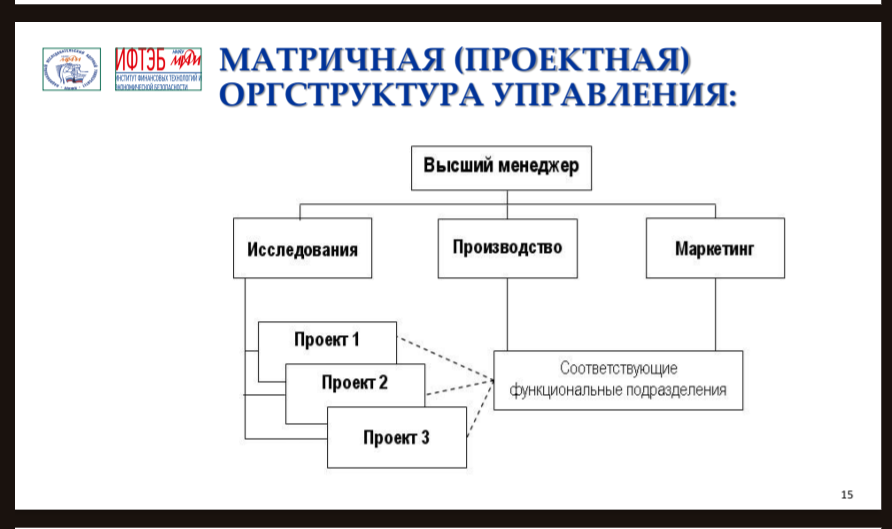 ИФТЭБ
ИНСТИТУТ ФИНАНСОВЫХ ТЕХНОЛОГИЙ И
ЭКОНОМИЧЕСКОЙ БЕЗОПАСНОСТИ
МАТРИЧНАЯ (ПРОЕКТНАЯ)
ОРГСТРУКТУРА УПРАВЛЕНИЯ:
Высший менеджер
Исследования
Производство
Маркетинг
Проект 1
Проект 2
Проект 3
Соответствующие
функциональные подразделения
15